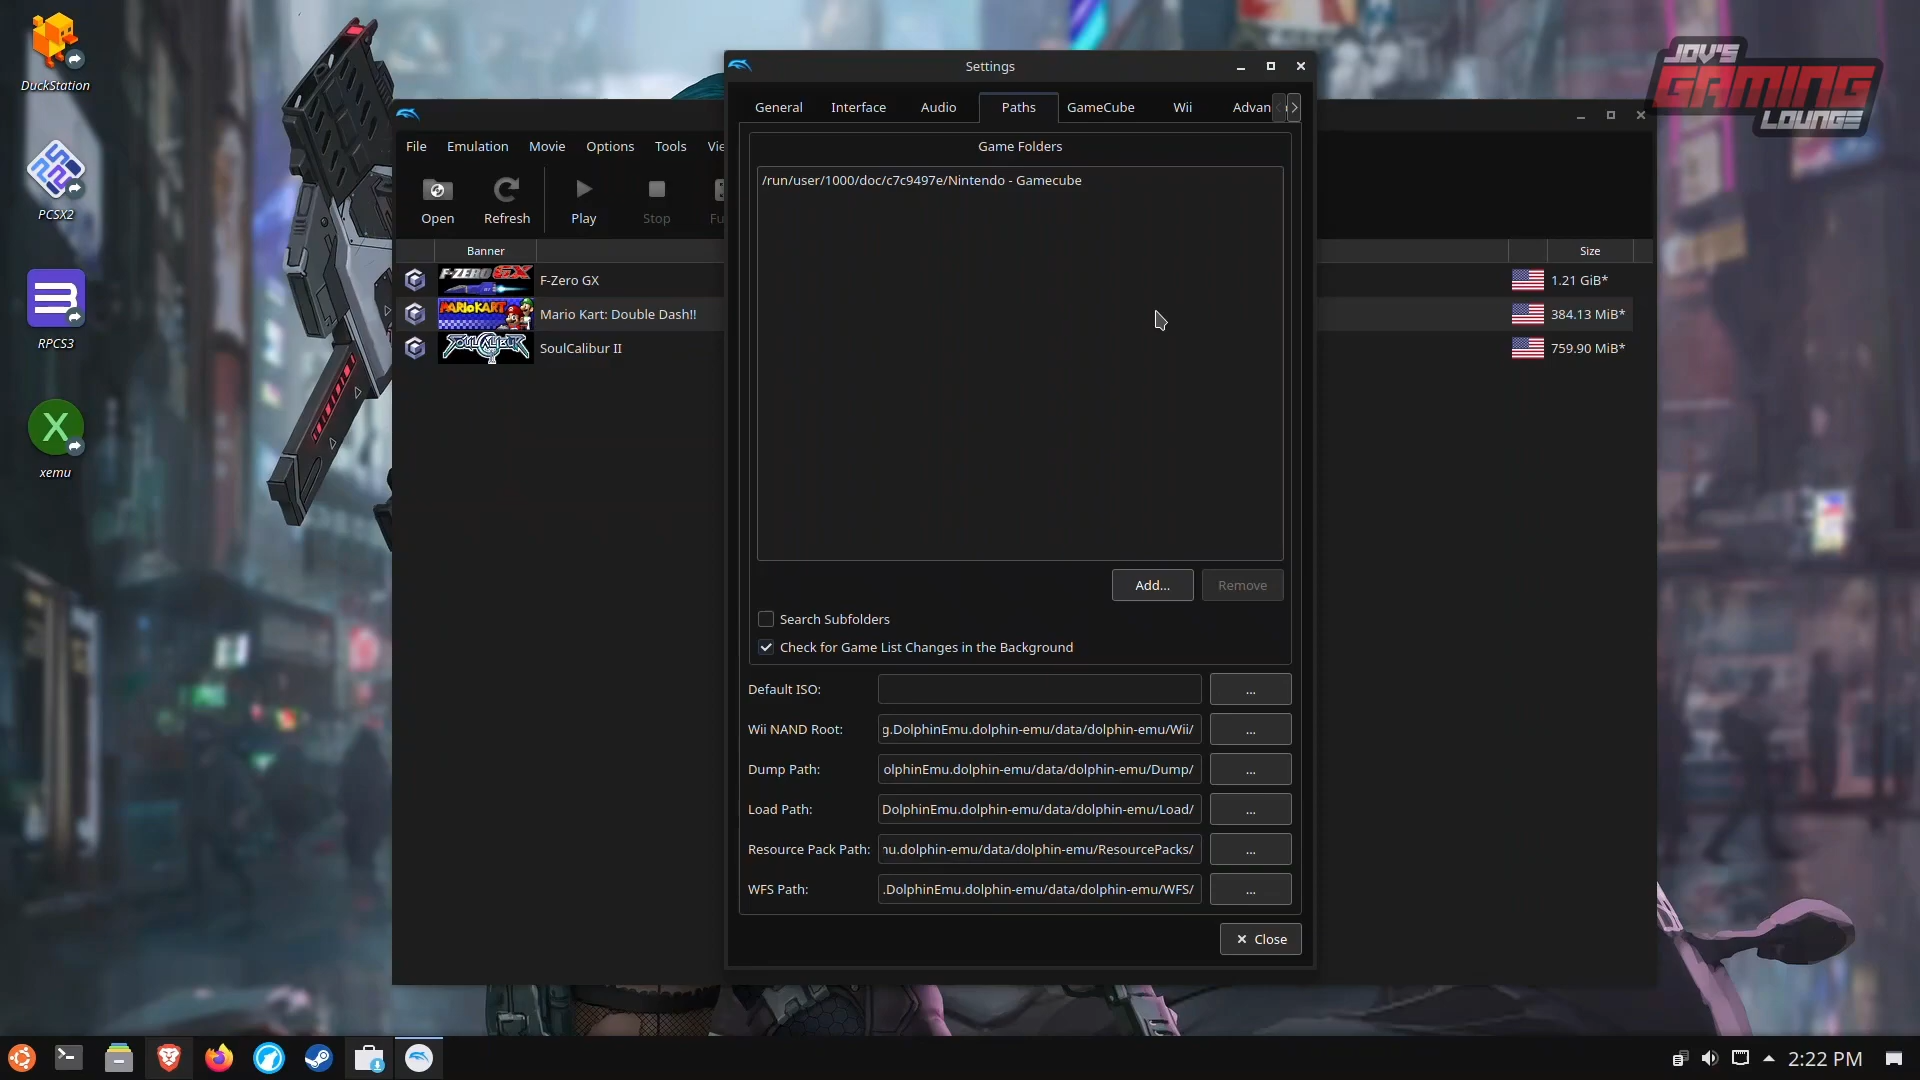 DuckStation
PCSX2
RPCS3
X
xemu
JOV'S
GAMING
LOUNGE
File Emulation Movie Options Tools Vie
Open Refresh Play Stop Fu
Banner Size
F-ZERO GX F-Zero GX 1.21 GiB*
MARIOKART Mario Kart: Double Dash!! 384.13 MiB*
SOULCALIBUR SoulCalibur II 759.90 MiB*
Settings
General Interface Audio Paths GameCube Wii Advan
Game Folders
/run/user/1000/doc/c7c9497e/Nintendo - Gamecube
Add... Remove
Search Subfolders
Check for Game List Changes in the Background
Default ISO: ...
Wii NAND Root: g.DolphinEmu.dolphin-emu/data/dolphin-emu/Wii/ ...
Dump Path: olphinEmu.dolphin-emu/data/dolphin-emu/Dump/ ...
Load Path: DolphinEmu.dolphin-emu/data/dolphin-emu/Load/ ...
Resource Pack Path: nu.dolphin-emu/data/dolphin-emu/ResourcePacks/ ...
WFS Path: .DolphinEmu.dolphin-emu/data/dolphin-emu/WFS/ ...
Close
2:22 PM